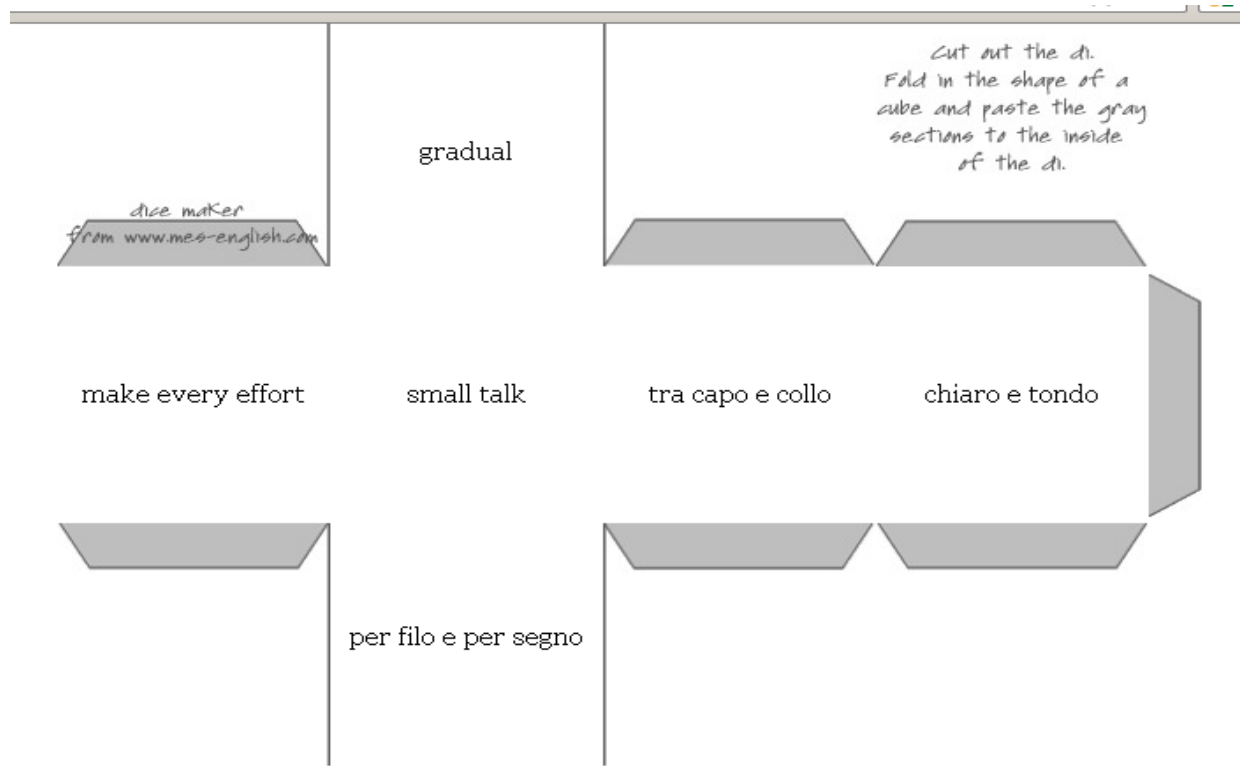 Cut out the di.
Fold in the shape of a
cube and paste the gray
sections to the inside
of the di.
gradual
dice maker
from www.mes-english.com
make every effort
small talk
tra capo e collo
chiaro e tondo
per filo e per segno